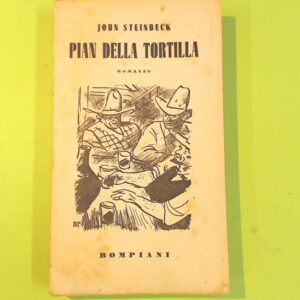 JOHN STEINBECK
PIAN DELLA TORTILLA
ROMANZO
BOMPIANI